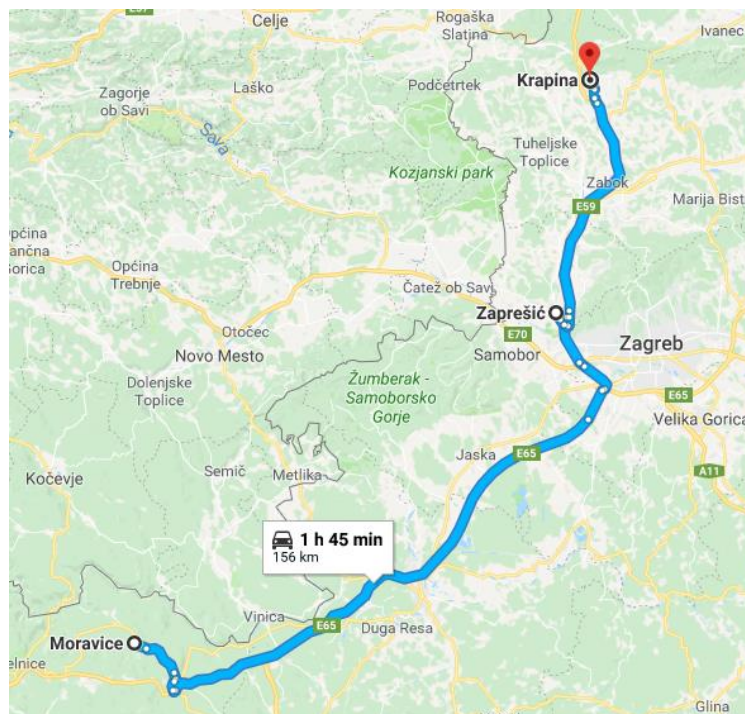 Celje
Rogaška
Slatina
Ivanec
Krapina
Podčetrtek
Laško
Zagorje
ob Savi
Sava
Tuheljske
Toplice
Kozjanski park
Zabok
Marija Bist
E59
Općina
Trebnje
Čatež ob Savi
Zaprešić
E70
Otočec
Samobor
Zagreb
Novo Mesto
Žumberak -
Samoborsko
Gorje
Dolenjske
Toplice
E65
Velika Gorica
Jaska
E65
A11
Semič
Metlika
Kočevje
1 h 45 min
156 km
Vinica
E65
Duga Resa
Moravice
elnice
Glina